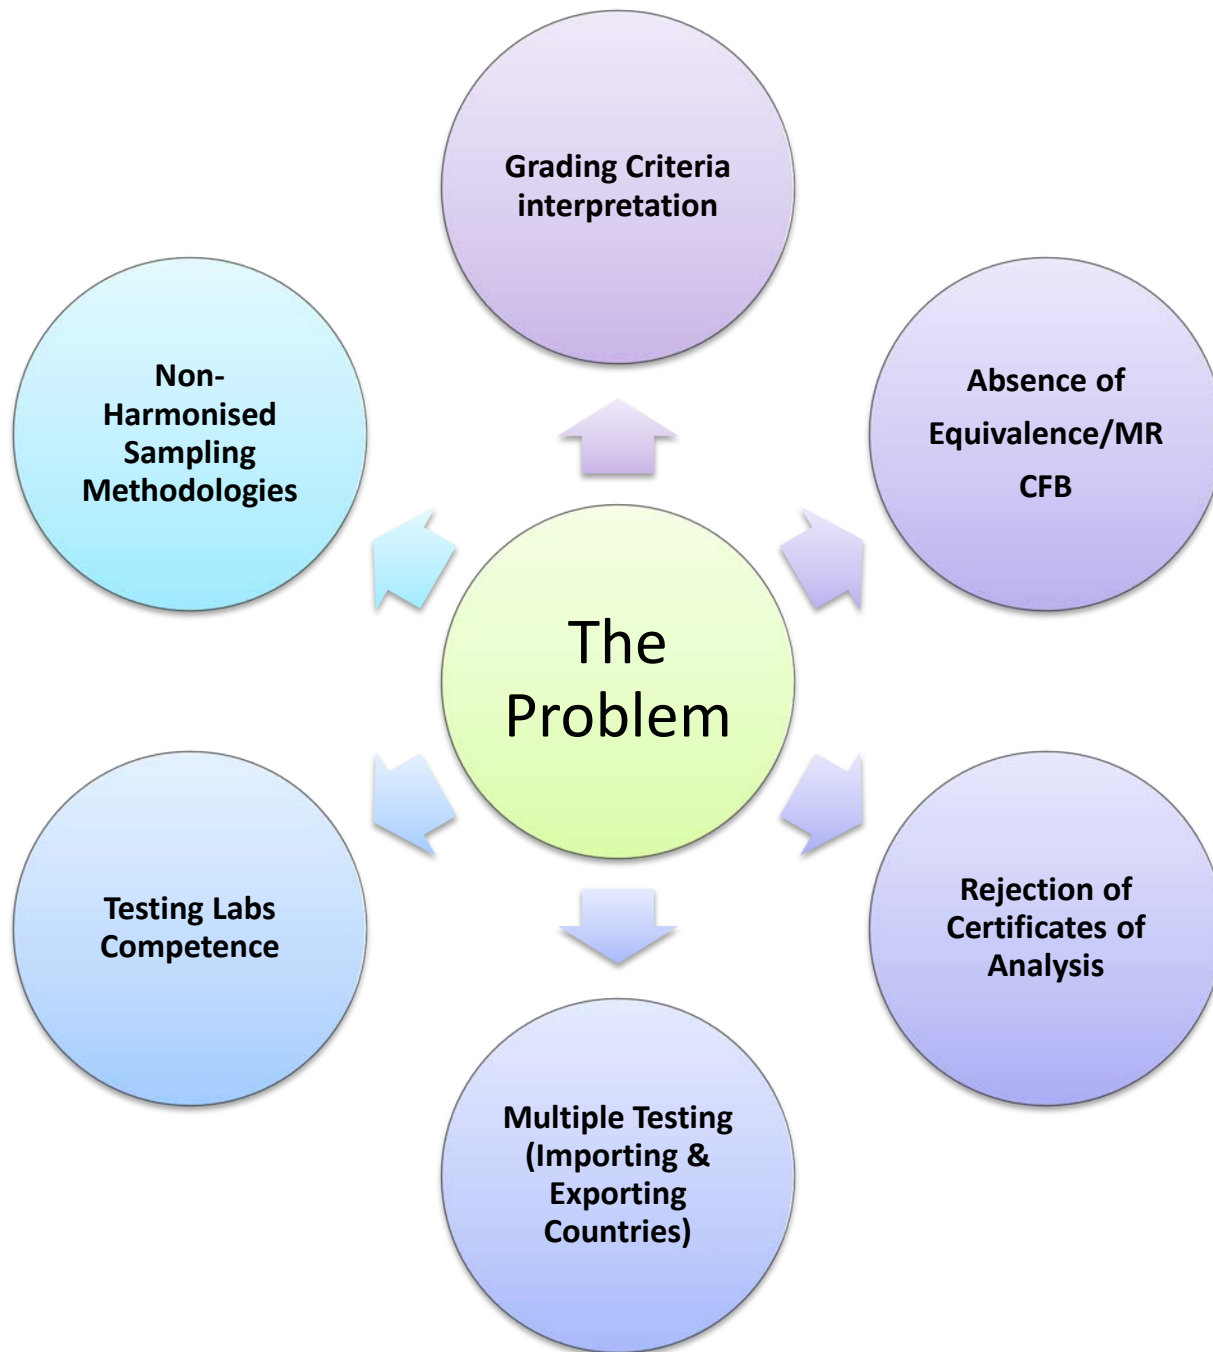 Grading Criteria
interpretation
Absence of
Equivalence/MR
CFB
Rejection of
Certificates of
Analysis
Multiple Testing
(Importing &
Exporting
Countries)
Testing Labs
Competence
Non-
Harmonised
Sampling
Methodologies
The
Problem